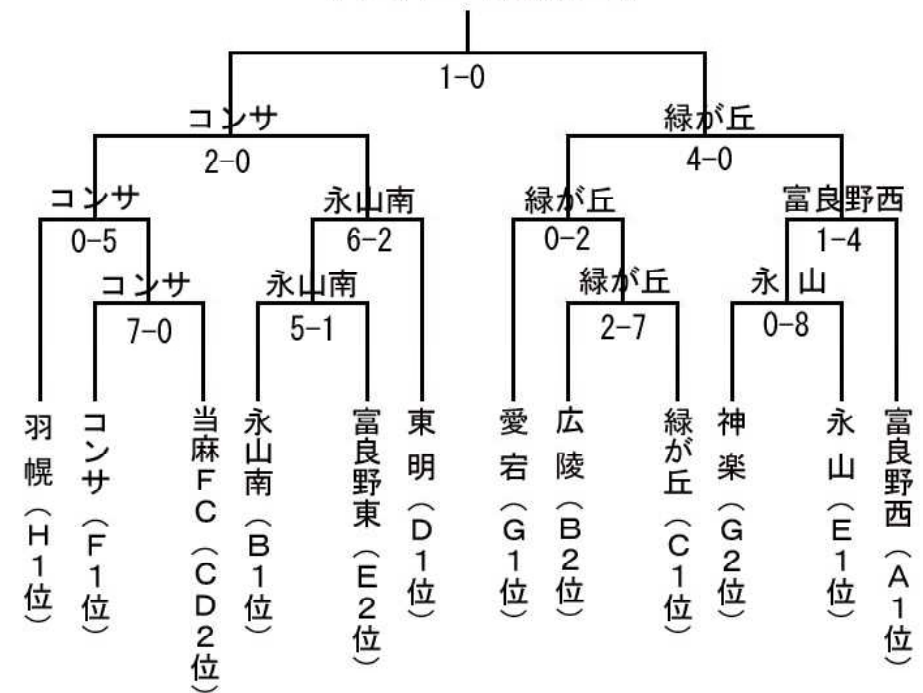 1-0
コンサ
緑が丘
2-0
4-0
コンサ
永山南
緑が丘
富良野西
0-5
6-2
0-2
1-4
コンサ
永山南
緑が丘
永 山
7-0
5-1
2-7
0-8
羽 幌(H1位)
コンサ(F1位)
当麻FC(CD2位)
永山南(B1位)
富良野東(E2位)
東 明(D1位)
愛 宕(G1位)
広 陵(B2位)
緑が丘(C1位)
神 楽(G2位)
永 山(E1位)
富良野西(A1位)